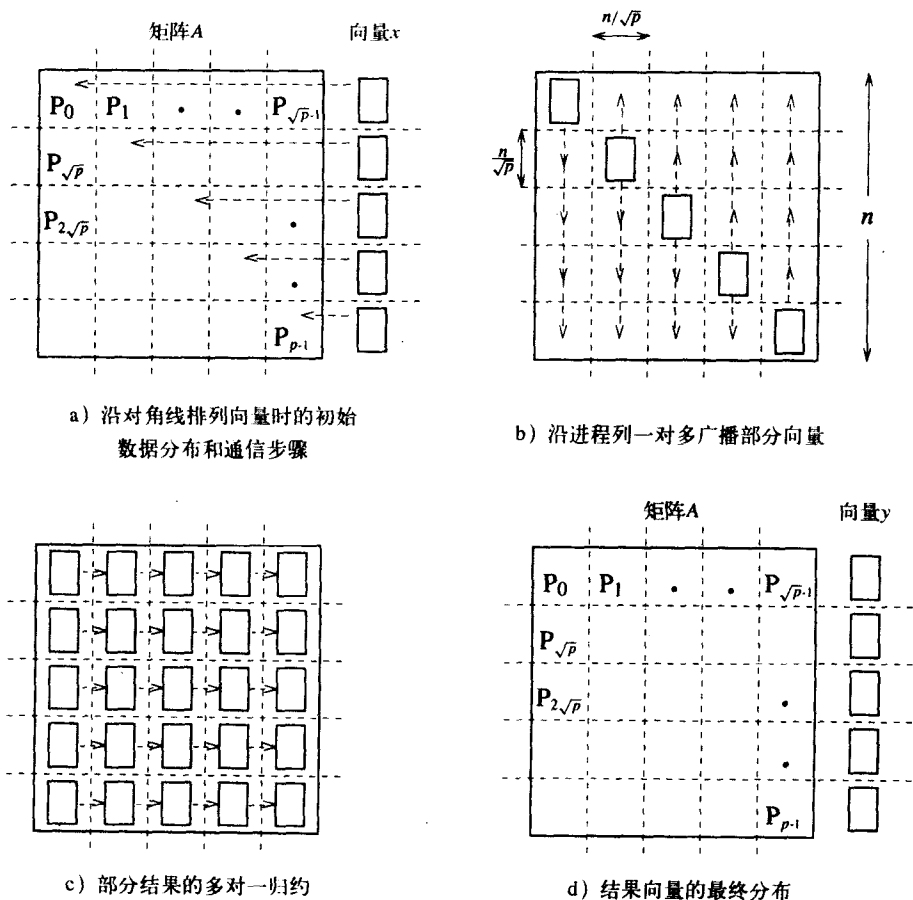 矩阵A
向量x
P₀ P₁ P√p-1
P√p
P2√p
Pp-1
a) 沿对角线排列向量时的初始
数据分布和通信步骤
n/√p
n/√p
n
b) 沿进程列一对多广播部分向量
c) 部分结果的多对一归约
矩阵A
向量y
P₀ P₁ P√p-1
P√p
P2√p
Pp-1
d) 结果向量的最终分布